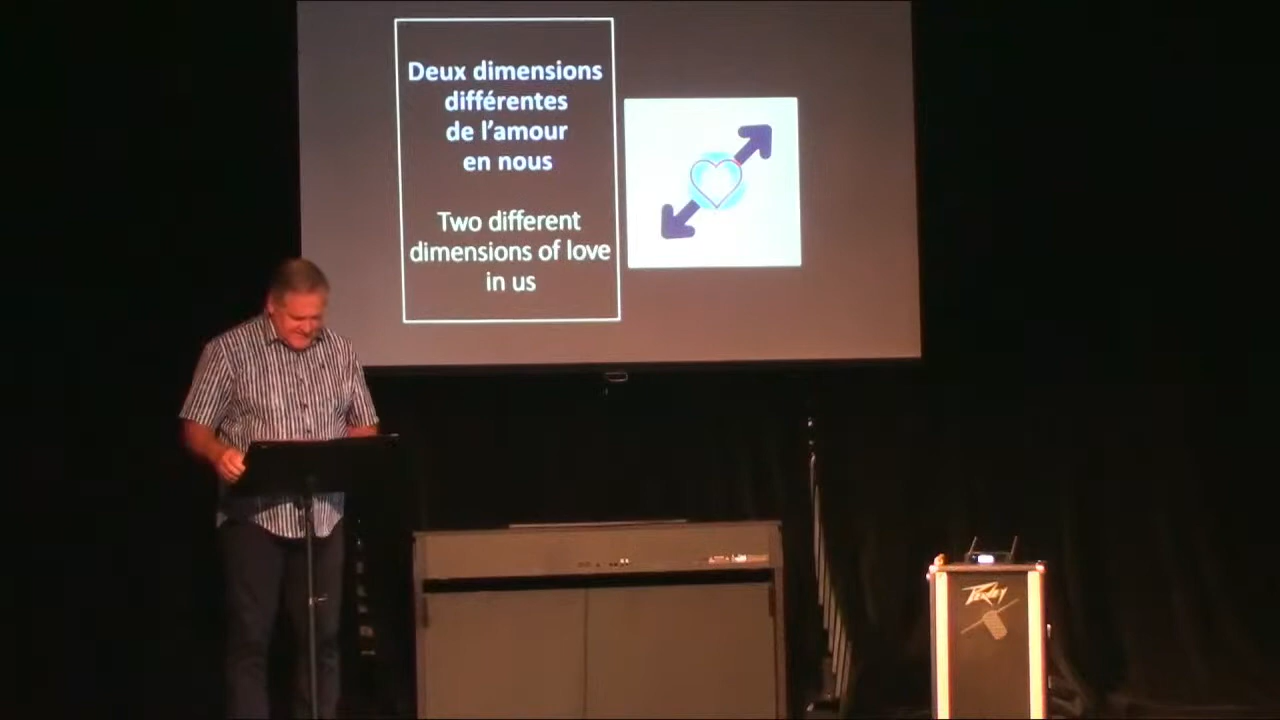 Deux dimensions
différentes
de l’amour
en nous
Two different
dimensions of love
in us
Peavey